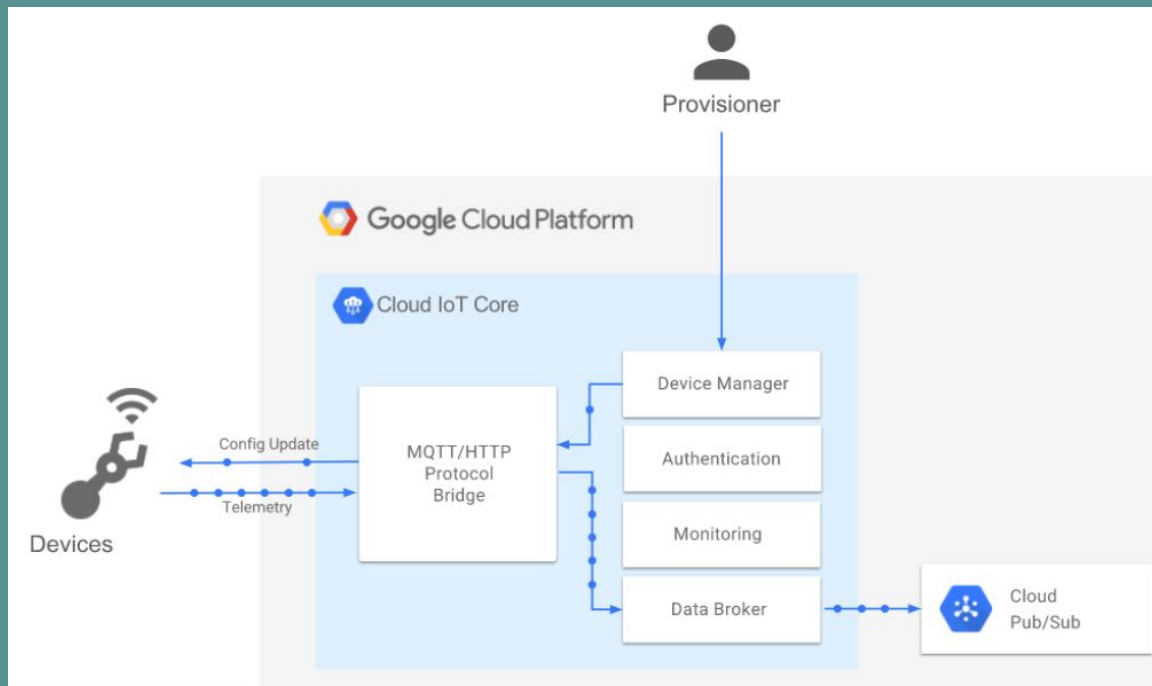 Provisioner
Google Cloud Platform
Cloud IoT Core
Device Manager
Config Update
MQTT/HTTP
Protocol
Bridge
Authentication
Telemetry
Devices
Monitoring
Data Broker
Cloud
Pub/Sub